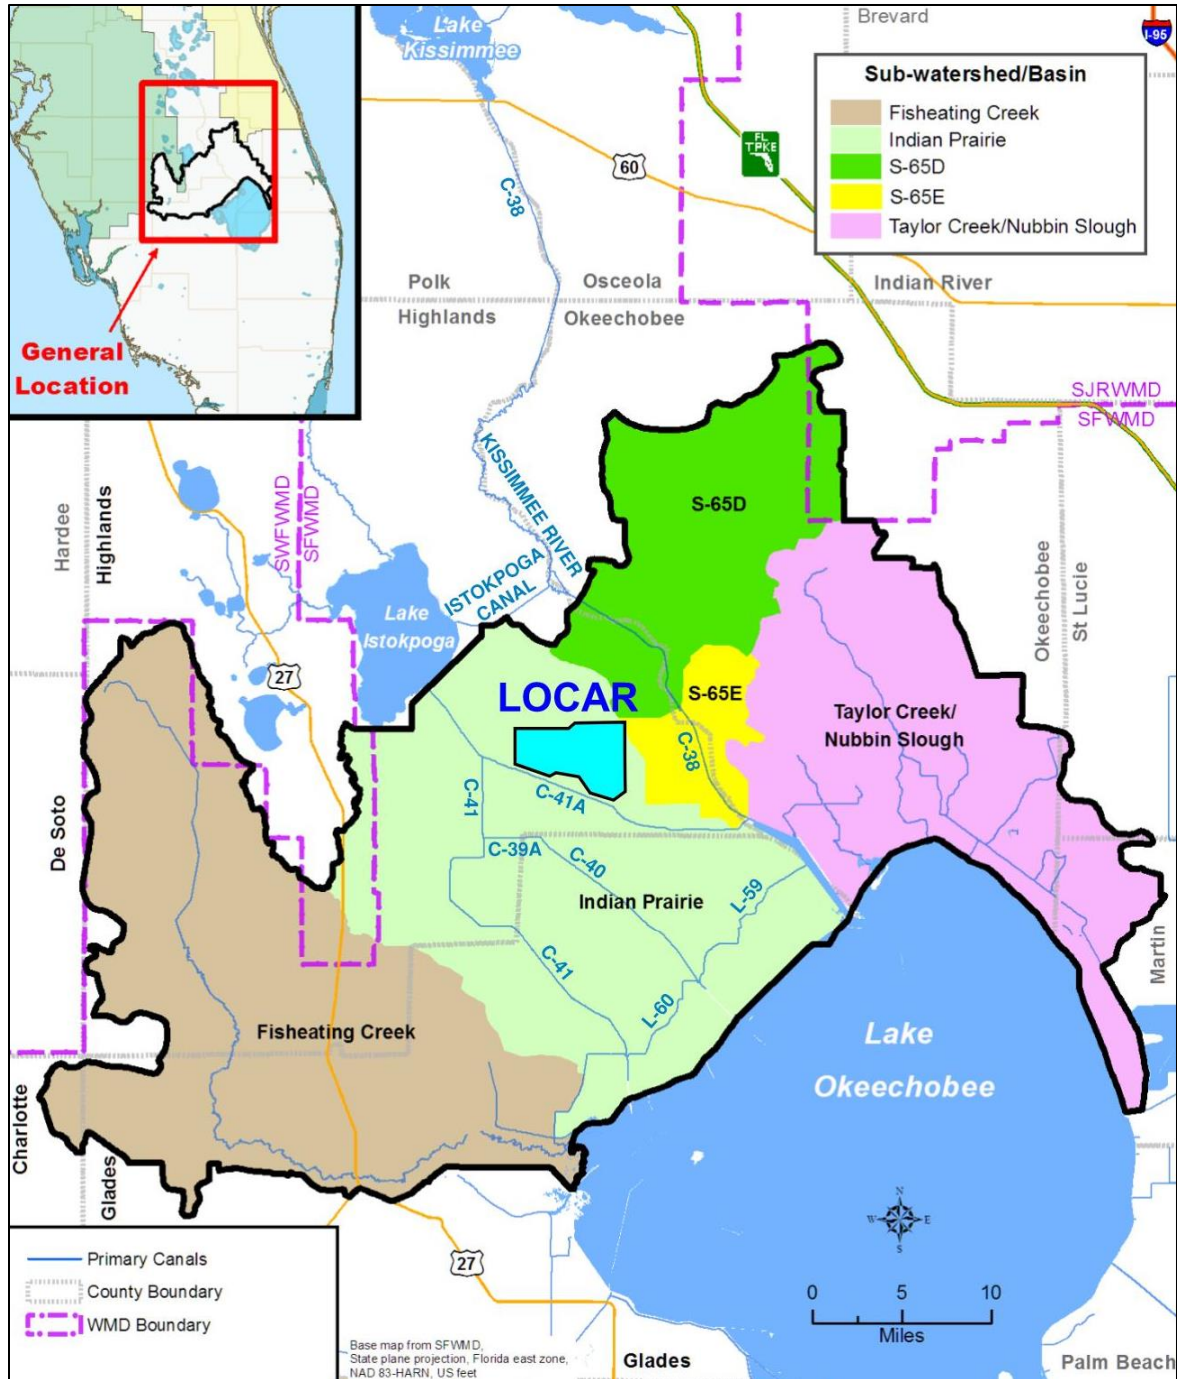 Lake
Kissimmee
Brevard
I-95
Sub-watershed/Basin
Fisheating Creek
Indian Prairie
S-65D
S-65E
Taylor Creek/Nubbin Slough
FL
TPKE
60
C-38
Polk
Osceola
Indian River
Highlands
Okeechobee
General
Location
SJRWMD
SFWMD
KISSIMMEE RIVER
S-65D
Hardee
Highlands
SWFWMD
SFWMD
ISTOKPOGA
CANAL
Lake
Istokpoga
Okeechobee
St Lucie
27
LOCAR
S-65E
Taylor Creek/
Nubbin Slough
C-38
C-41
C-41A
De Soto
C-39A
C-40
Indian Prairie
L-59
C-41
L-60
Martin
Fisheating Creek
Lake
Okeechobee
Charlotte
Glades
N
W
E
S
Primary Canals
County Boundary
WMD Boundary
27
0 5 10
Miles
Base map from SFWMD,
State plane projection, Florida east zone,
NAD 83-HARN, US feet
Glades
Palm Beach